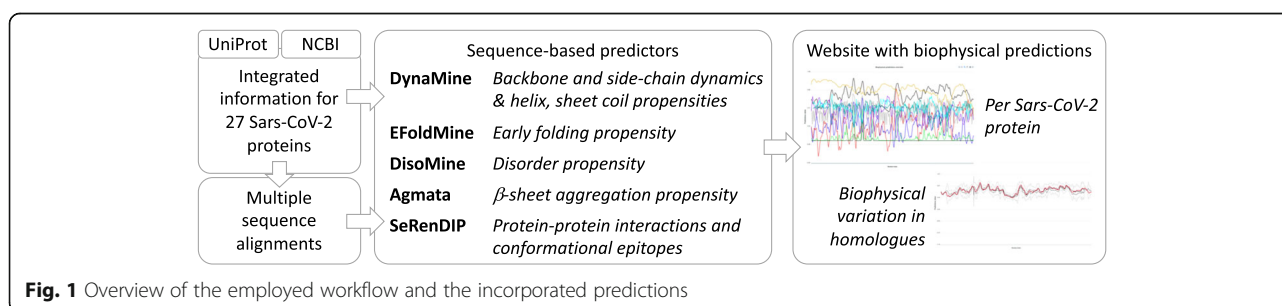 UniProt
NCBI
Integrated
information for
27 Sars-CoV-2
proteins
Multiple
sequence
alignments
Sequence-based predictors
DynaMine Backbone and side-chain dynamics
& helix, sheet coil propensities
EFoldMine Early folding propensity
DisoMine Disorder propensity
Agmata β-sheet aggregation propensity
SeRenDIP Protein-protein interactions and
conformational epitopes
Website with biophysical predictions
Per Sars-CoV-2
protein
Biophysical
variation in
homologues
Fig. 1 Overview of the employed workflow and the incorporated predictions